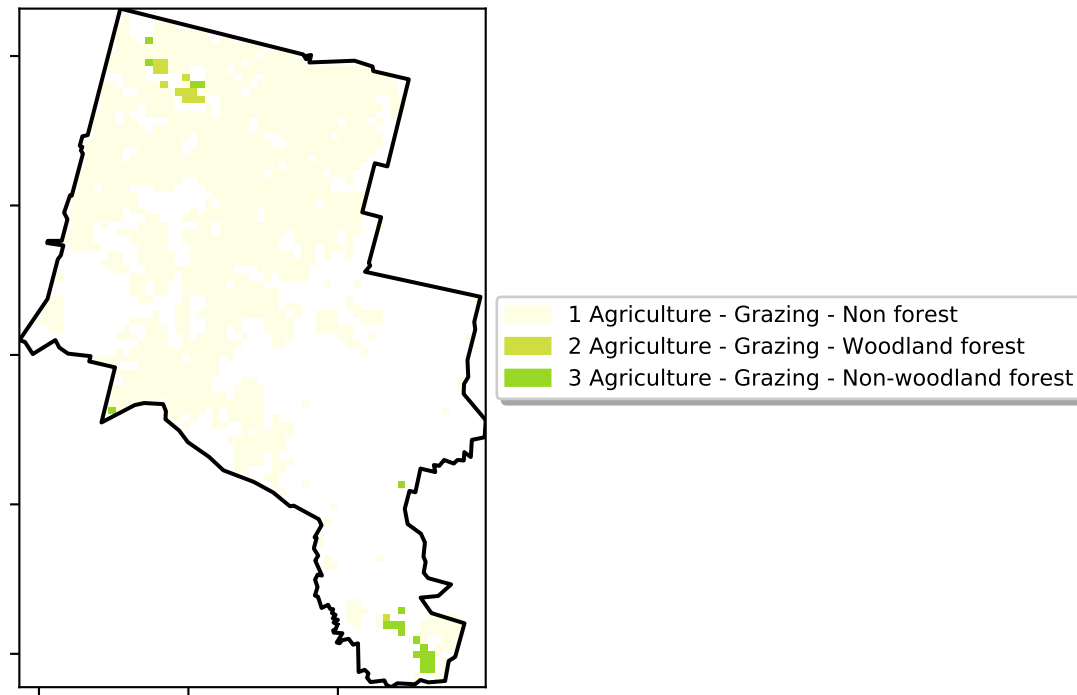 1 Agriculture - Grazing - Non forest
2 Agriculture - Grazing - Woodland forest
3 Agriculture - Grazing - Non-woodland forest